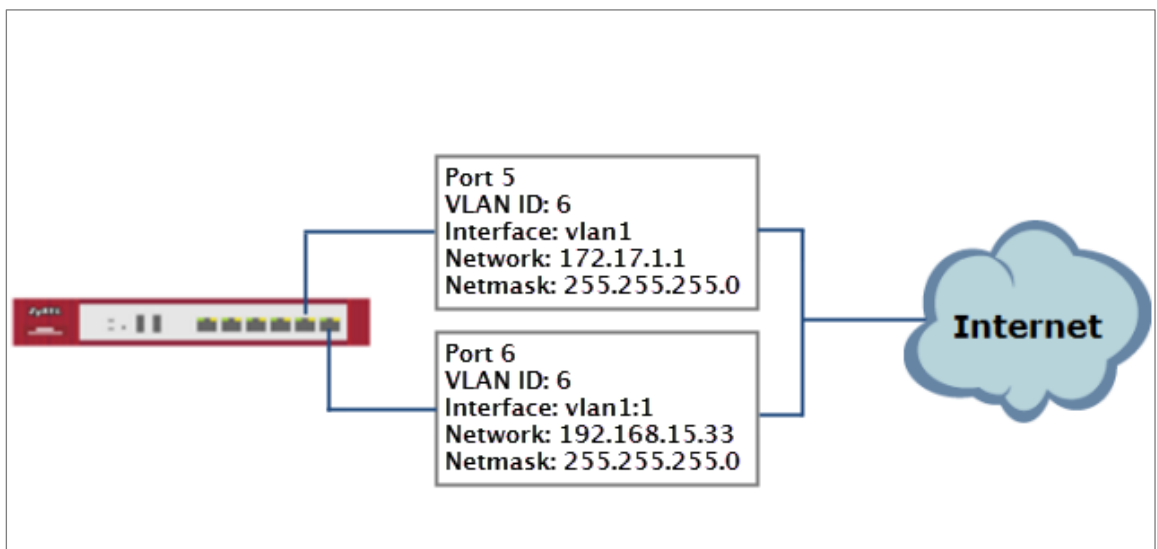 ZyXEL
Port 5
VLAN ID: 6
Interface: vlan1
Network: 172.17.1.1
Netmask: 255.255.255.0
Port 6
VLAN ID: 6
Interface: vlan1:1
Network: 192.168.15.33
Netmask: 255.255.255.0
Internet